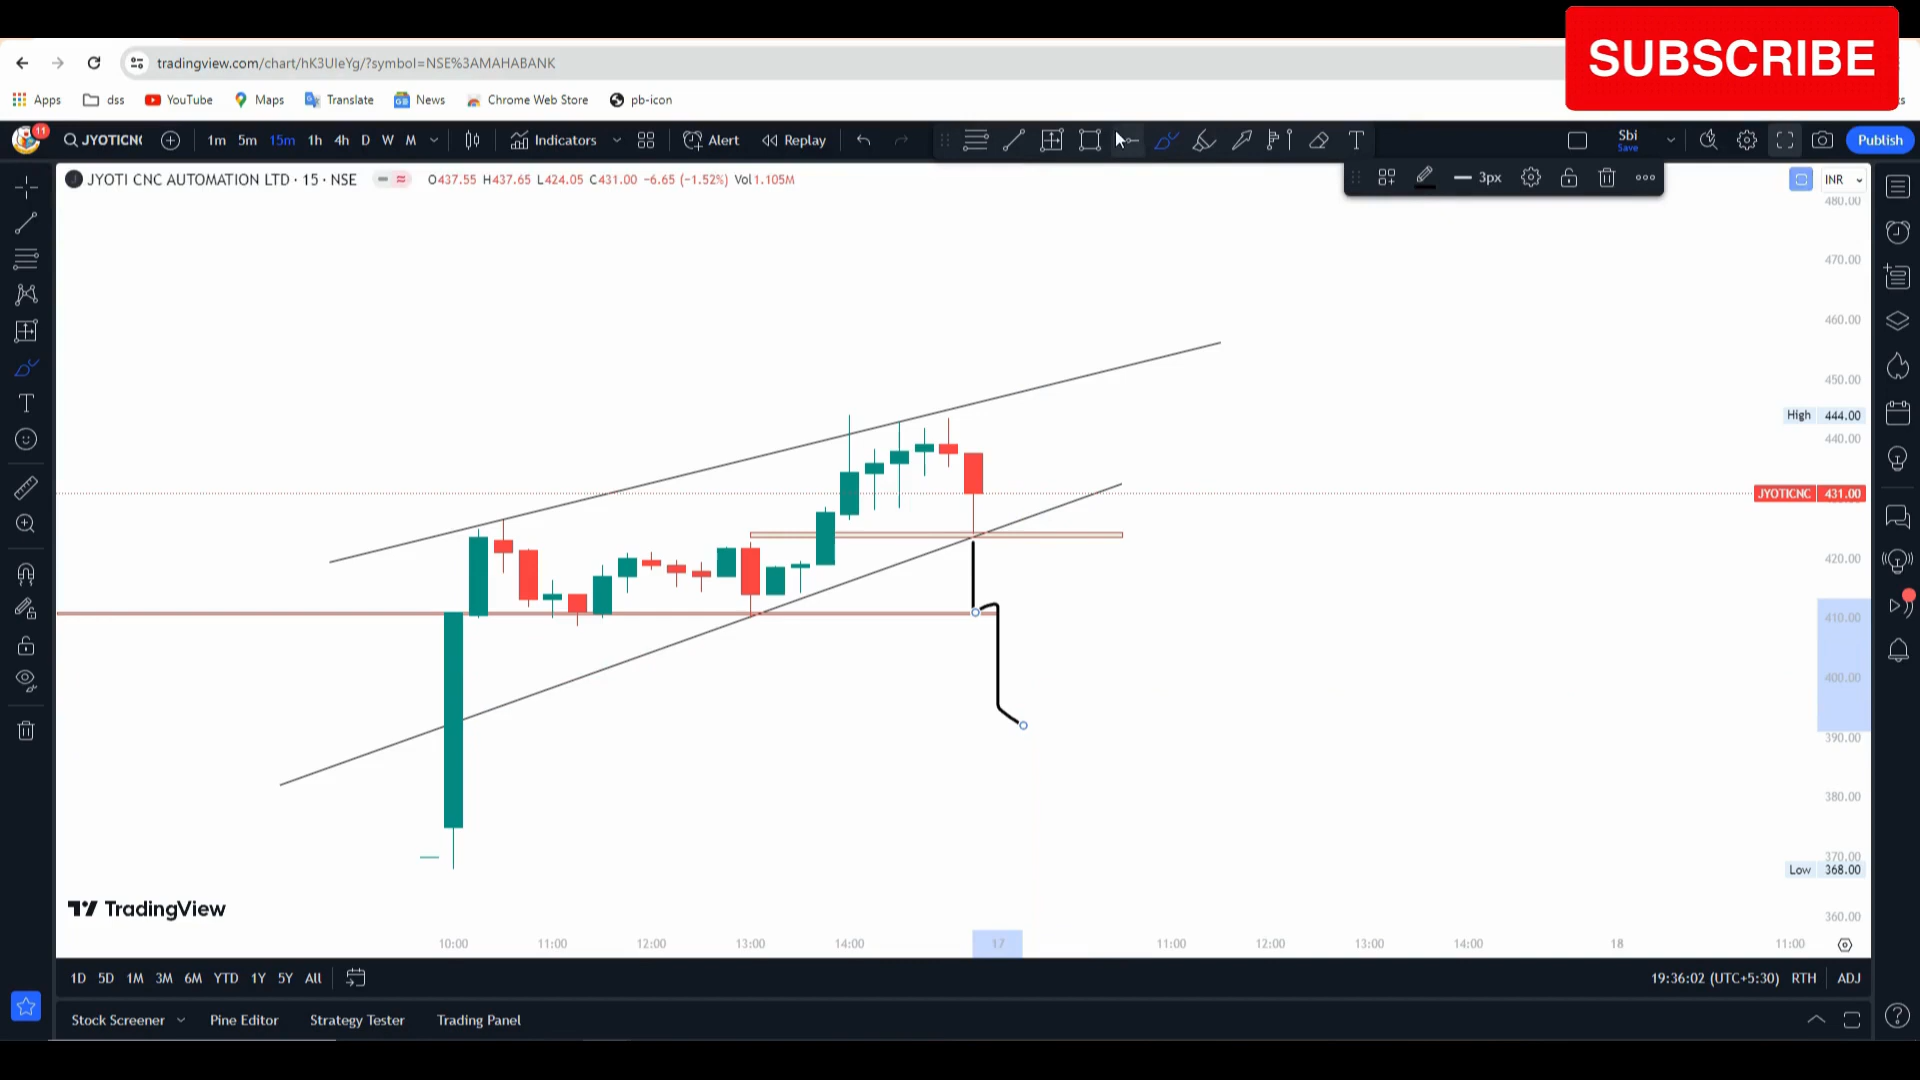 SUBSCRIBE
tradingview.com/chart/hK3UIeYg/?symbol=NSE%3AMAHABANK
Apps dss YouTube Maps Translate News Chrome Web Store pb-icon
11 JYOTICN 1m 5m 15m 1h 4h D W M Indicators Alert Replay T Sbi Save Publish
JYOTI CNC AUTOMATION LTD · 15 · NSE O437.55 H437.65 L424.05 C431.00 −6.65 (−1.52%) Vol1.105M 3px INR
480.00
470.00
460.00
450.00
High 444.00
440.00
JYOTICNC 431.00
420.00
410.00
400.00
390.00
380.00
370.00
Low 368.00
360.00
TradingView
10:00 11:00 12:00 13:00 14:00 17 11:00 12:00 13:00 14:00 18 11:00
1D 5D 1M 3M 6M YTD 1Y 5Y All 19:36:02 (UTC+5:30) RTH ADJ
Stock Screener Pine Editor Strategy Tester Trading Panel